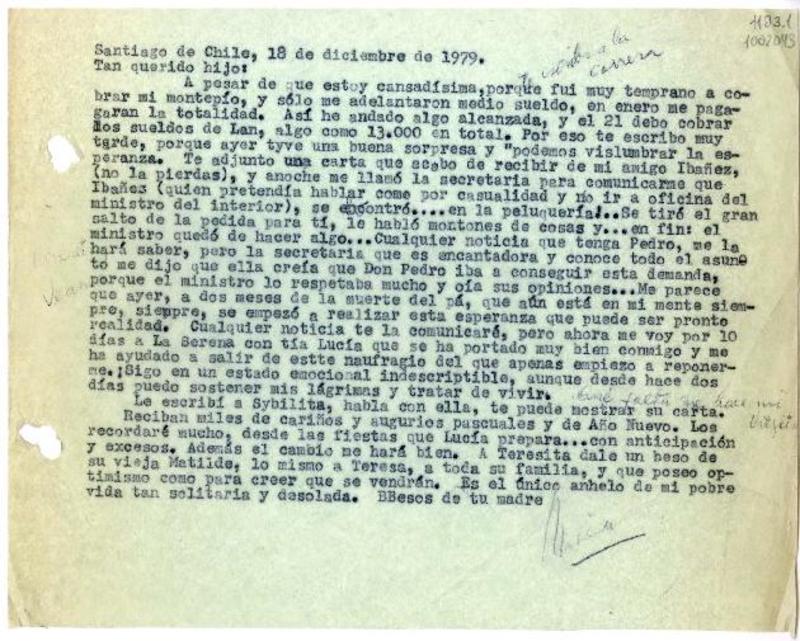 1193.1
1002093
Santiago de Chile, 18 de diciembre de 1979.
Tan querido hijo:
escribo a la
carrera
A pesar de que estoy cansadísima, porque fui muy temprano a co-
brar mi montepío, y sólo me adelantaron medio sueldo, en enero me paga-
garan la totalidad. Así he andado algo alcanzada, y el 21 debo cobrar
los sueldos de Lan, algo como 13.000 en total. Por eso te escribo muy
tarde, porque ayer tyve una buena sorpresa y "podemos vislumbrar la es-
peranza. Te adjunto una carta que acabo de recibir de mi amigo Ibañez,
(no la pierdas), y anoche me llamó la secretaria para comunicarme que
Ibañez (quien pretendía hablar como por casualidad y no ir a oficina del
ministro del interior), se encontró....en la peluquería!..Se tiró el gran
salto de la pedida para tí, le habló montones de cosas y...en fin: el
ministro quedó de hacer algo...Cualquier noticia que tenga Pedro, me la
hará saber, pero la secretaria que es encantadora y conoce todo el asun-
to me dijo que ella creía que Don Pedro iba a conseguir esta demanda,
porque el ministro lo respetaba mucho y oía sus opiniones...Me parece
que ayer, a dos meses de la muerte del pá, que aún está en mi mente siem-
pre, siempre, se empezó a realizar esta esperanza que puede ser pronto
realidad. Cualquier noticia te la comunicaré, pero ahora me voy por 10
días a La Serena con tía Lucía que se ha portado muy bien conmigo y me
ha ayudado a salir de estte naufragio del que apenas empiezo a reponer-
me.¡Sigo en un estado emocional indescriptible, aunque desde hace dos
días puedo sostener mis lágrimas y tratar de vivir. Qué falta me hace mi
Le escribí a Sybilita, habla con ella, te puede mostrar su carta.
Reciban miles de cariños y augurios pascuales y de Año Nuevo. Los
recordaré mucho, desde las fiestas que Lucía prepara...con anticipación
y excesos. Además el cambio me hará bien. A Teresita dale un beso de
su vieja Matilde, lo mismo a Teresa, a toda su familia, y que poseo op-
timismo como para creer que se vendrán. Es el único anhelo de mi pobre
vida tan solitaria y desolada. BBesos de tu madre